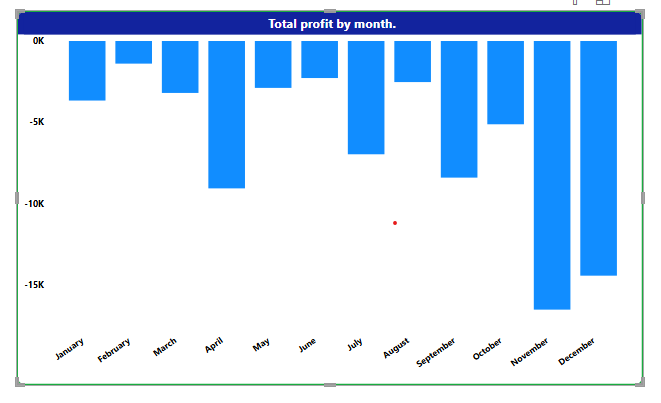 Total profit by month.
0K
-5K
-10K
-15K
January
February
March
April
May
June
July
August
September
October
November
December